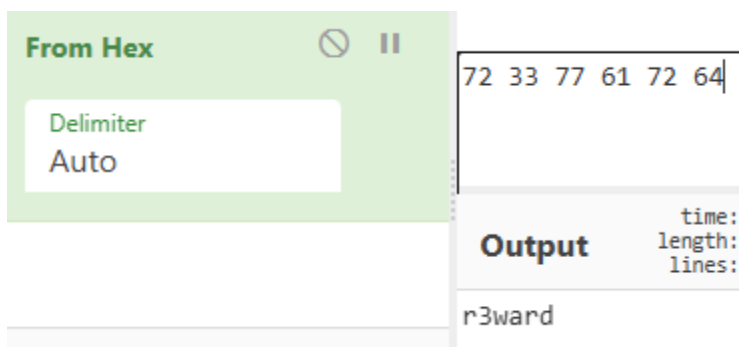 From Hex
Delimiter
Auto
72 33 77 61 72 64
Output
time:
length:
lines:
r3ward